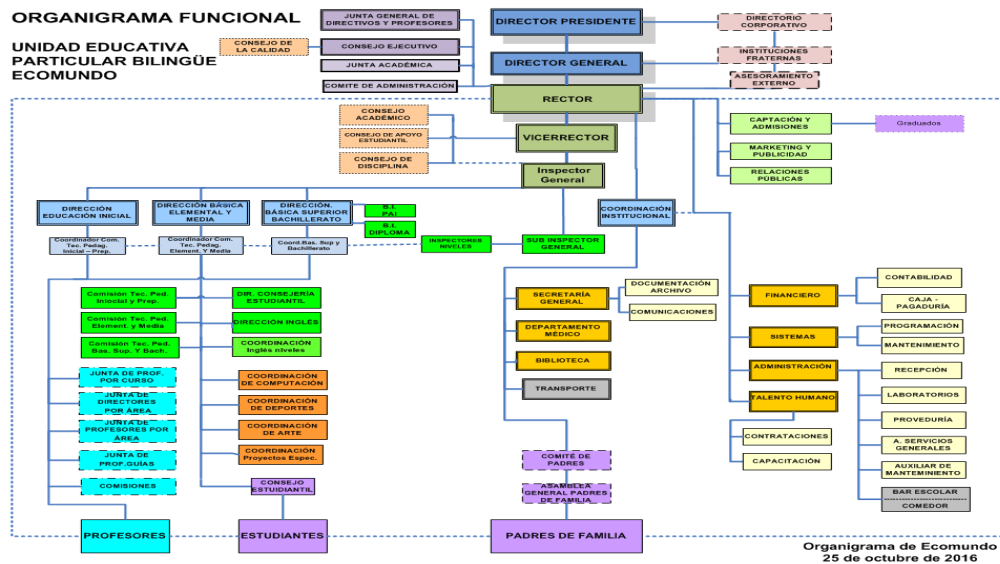 ORGANIGRAMA FUNCIONAL
UNIDAD EDUCATIVA
PARTICULAR BILINGÜE
ECOMUNDO
JUNTA GENERAL DE
DIRECTIVOS Y PROFESORES
CONSEJO DE
LA CALIDAD
CONSEJO EJECUTIVO
JUNTA ACADÉMICA
COMITE DE ADMINISTRACIÓN
DIRECTOR PRESIDENTE
DIRECTOR GENERAL
RECTOR
DIRECTORIO
CORPORATIVO
INSTITUCIONES
FRATERNAS
ASESORAMIENTO
EXTERNO
CONSEJO
ACADÉMICO
CONSEJO DE APOYO
ESTUDIANTIL
CONSEJO DE
DISCIPLINA
VICERRECTOR
Inspector
General
CAPTACIÓN Y
ADMISIONES
Graduados
MARKETING Y
PUBLICIDAD
RELACIONES
PÚBLICAS
DIRECCIÓN
EDUCACIÓN INICIAL
DIRECCIÓN BÁSICA
ELEMENTAL Y
MEDIA
DIRECCIÓN.
BÁSICA SUPERIOR
BACHILLERATO
B.I.
PAI
B.I.
DIPLOMA
COORDINACIÓN
INSTITUCIONAL
Coordinador Com.
Tec. Pedag.
Inicial – Prep.
Coordinador Com.
Tec. Pedag.
Element. Y Media
Coord.Bas. Sup y
Bachillerato
INSPECTORES
NIVELES
SUB INSPECTOR
GENERAL
Comisión Tec. Ped.
Iniocial y Prep.
Comisión Tec. Ped.
Element. y Media
Comisión Tec. Ped.
Bas. Sup. Y Bach.
DIR. CONSEJERÍA
ESTUDIANTIL
DIRECCIÓN INGLÉS
COORDINACIÓN
Inglés niveles
JUNTA DE PROF.
POR CURSO
JUNTA DE
DIRECTORES
POR ÁREA
JUNTA DE
PROFESORES POR
ÁREA
JUNTA DE
PROF.GUÍAS
COMISIONES
COORDINACIÓN
DE COMPUTACIÓN
COORDINACIÓN
DE DEPORTES
COORDINACIÓN
DE ARTE
COORDINACIÓN
Proyectos Espec.
CONSEJO
ESTUIDIANTIL
SECRETARÍA
GENERAL
DOCUMENTACIÓN
ARCHIVO
COMUNICACIONES
DEPARTAMENTO
MÉDICO
BIBLIOTECA
TRANSPORTE
COMITÉ DE
PADRES
ASAMBLEA
GENERAL PADRES
DE FAMILIA
FINANCIERO
SISTEMAS
ADMINISTRACIÓN
TALENTO HUMANO
CONTRATACIONES
CAPACITACIÓN
CONTABILIDAD
CAJA -
PAGADURÍA
PROGRAMACIÓN
MANTENIMIENTO
RECEPCIÓN
LABORATORIOS
PROVEDURÍA
A. SERVICIOS
GENERALES
AUXILIAR DE
MANTEMINIENTO
BAR ESCOLAR
COMEDOR
PROFESORES
ESTUDIANTES
PADRES DE FAMILIA
Organigrama de Ecomundo
25 de octubre de 2016